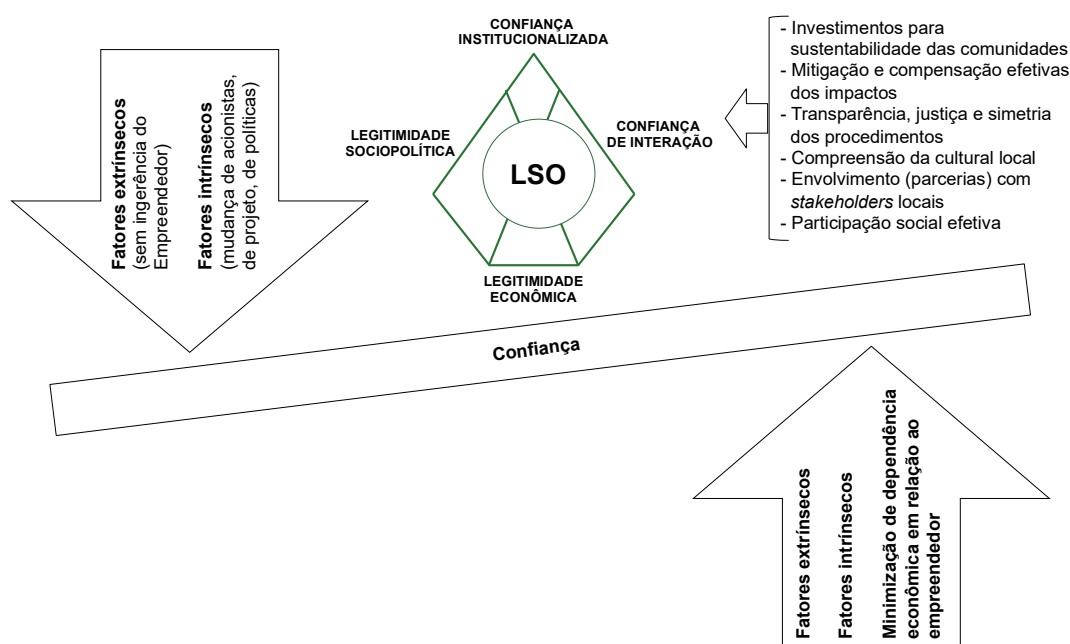 CONFIANÇA
INSTITUCIONALIZADA
LEGITIMIDADE
SOCIOPOLÍTICA
LSO
CONFIANÇA
DE INTERAÇÃO
LEGITIMIDADE
ECONÔMICA
- Investimentos para
sustentabilidade das comunidades
- Mitigação e compensação efetivas
dos impactos
- Transparência, justiça e simetria
dos procedimentos
- Compreensão da cultural local
- Envolvimento (parcerias) com
stakeholders locais
- Participação social efetiva
Fatores extrínsecos
(sem ingerência do
Empreendedor)
Fatores intrínsecos
(mudança de acionistas,
de projeto, de políticas)
Confiança
Fatores extrínsecos
Fatores intrínsecos
Minimização de dependência
econômica em relação ao
empreendedor